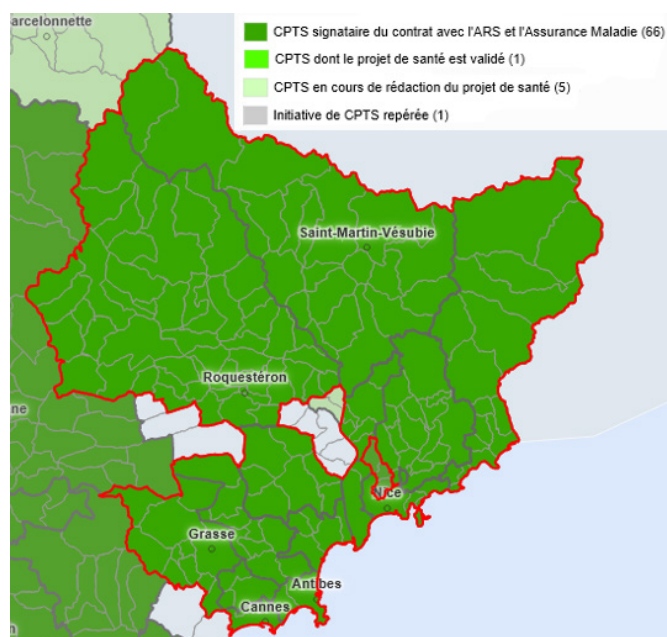 arcelonnette
CPTS signataire du contrat avec l'ARS et l'Assurance Maladie (66)
CPTS dont le projet de santé est validé (1)
CPTS en cours de rédaction du projet de santé (5)
Initiative de CPTS repérée (1)
Saint-Martin-Vésubie
Roquestéron
ne
Nice
Grasse
Antibes
Cannes
n